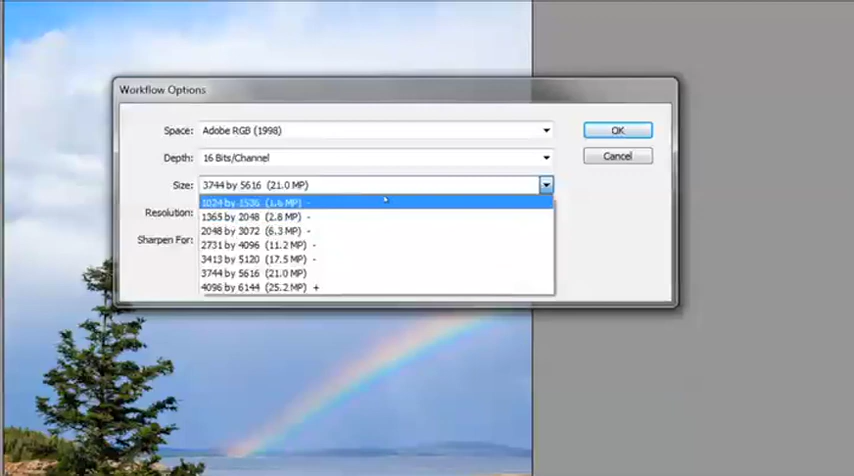 Workflow Options
Space: Adobe RGB (1998) OK
Depth: 16 Bits/Channel Cancel
Size: 3744 by 5616 (21.0 MP)
1024 by 1536 (1.6 MP) -
Resolution: 1365 by 2048 (2.8 MP) -
2048 by 3072 (6.3 MP) -
Sharpen For: 2731 by 4096 (11.2 MP) -
3413 by 5120 (17.5 MP) -
3744 by 5616 (21.0 MP)
4096 by 6144 (25.2 MP) +